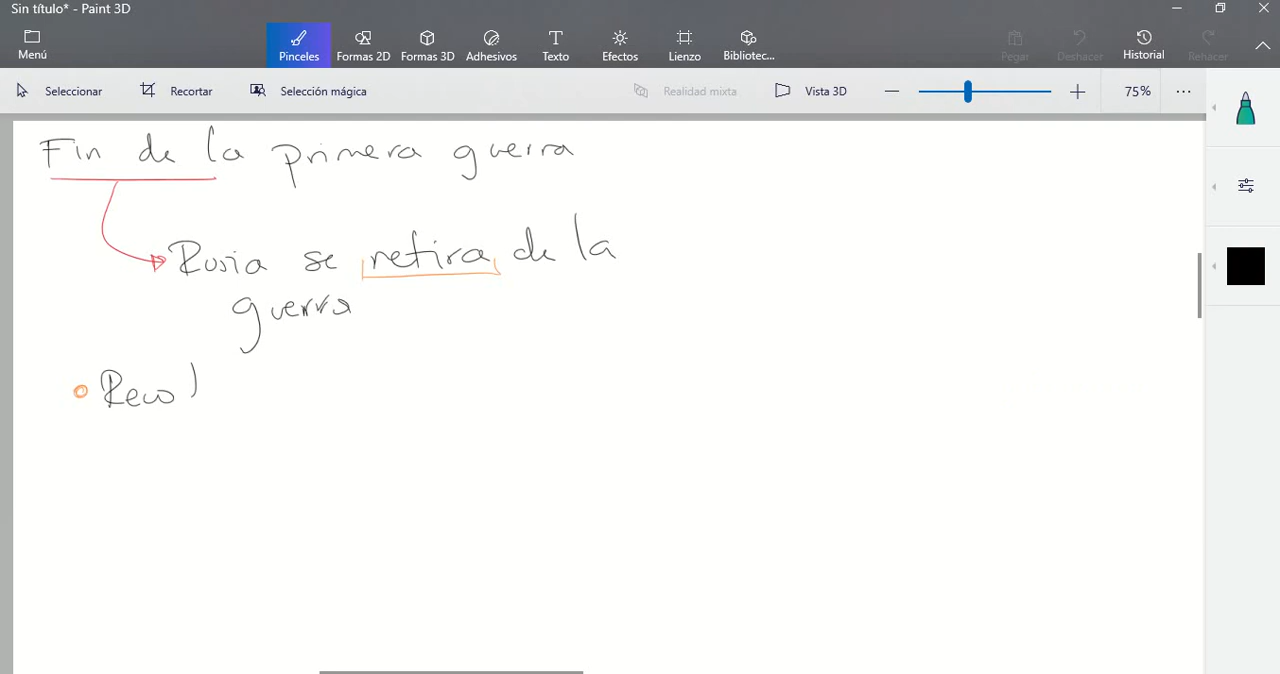 Sin título* - Paint 3D
Menú
Pinceles
Formas 2D
Formas 3D
Adhesivos
Texto
Efectos
Lienzo
Bibliotec...
Pegar
Deshacer
Historial
Rehacer
Seleccionar
Recortar
Selección mágica
Realidad mixta
Vista 3D
75%
Fin de la primera guerra
Rusia se retira de la
guerra
Revol